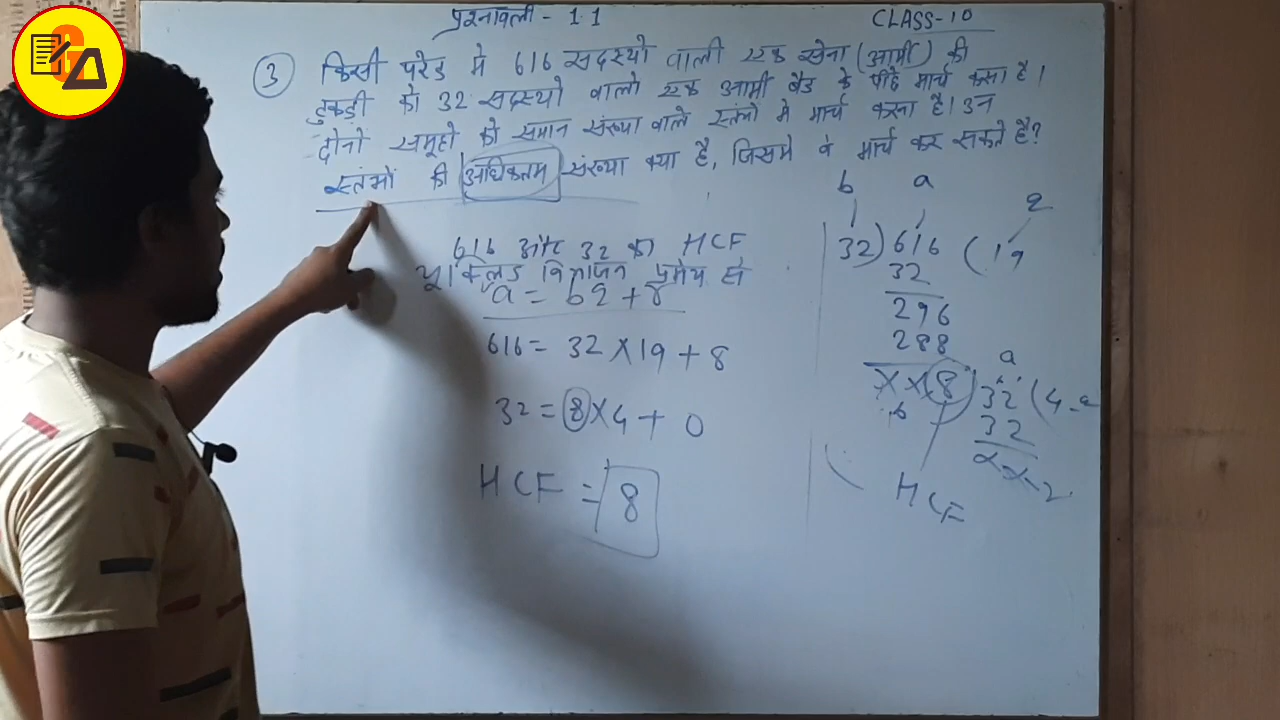 प्रश्नावली - 1.1
CLASS-10
③ किसी परेड मे 616 सदस्यो वाली एक सेना (आर्मी) की
टुकड़ी को 32 सदस्यो वाले एक आर्मी बैंड के पीछे मार्च करना है।
दोनो समूहो को समान संख्या वाले स्तंभो मे मार्च करना है। उन
स्तंभों की अधिकतम संख्या क्या है, जिसमे वे मार्च कर सकते है?
616 और 32 का HCF
यूक्लिड विभाजन प्रमेय से
a = bq + r
616 = 32 × 19 + 8
32 = 8 × 4 + 0
HCF = 8
b a q
32) 616 (19
32
296
288
a
× × 8) 32 (4
b
32
× × r
HCF